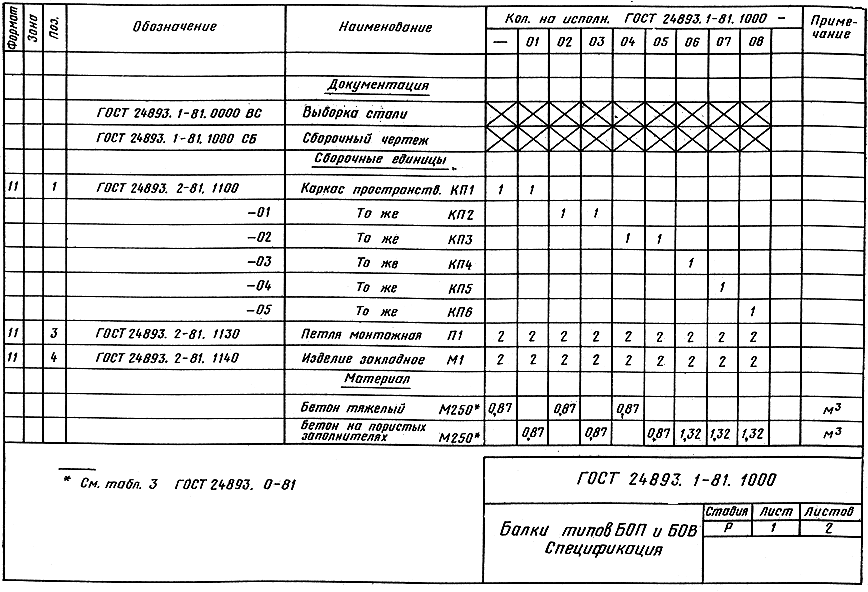 Формат Зона Поз. Обозначение Наименование Кол. на исполн. ГОСТ 24893.1-81.1000 – Приме-
чание
— 01 02 03 04 05 06 07 08
Документация
ГОСТ 24893.1-81.0000 ВС Выборка стали
ГОСТ 24893.1-81.1000 СБ Сборочный чертеж
Сборочные единицы
11 1 ГОСТ 24893.2-81.1100 Каркас пространств. КП1 1 1
-01 То же КП2 1 1
-02 То же КП3 1 1
-03 То же КП4 1
-04 То же КП5 1
-05 То же КП6 1
11 3 ГОСТ 24893.2-81.1130 Петля монтажная П1 2 2 2 2 2 2 2 2 2
11 4 ГОСТ 24893.2-81.1140 Изделие закладное М1 2 2 2 2 2 2 2 2 2
Материал
Бетон тяжелый М250* 0,87 0,87 0,87 м³
бетон на пористых
заполнителях М250* 0,87 0,87 0,87 1,32 1,32 1,32 м³
* См. табл. 3 ГОСТ 24893.0-81
ГОСТ 24893.1-81.1000
Балки типов БОП и БОВ
Спецификация
Стадия Лист Листов
Р 1 2